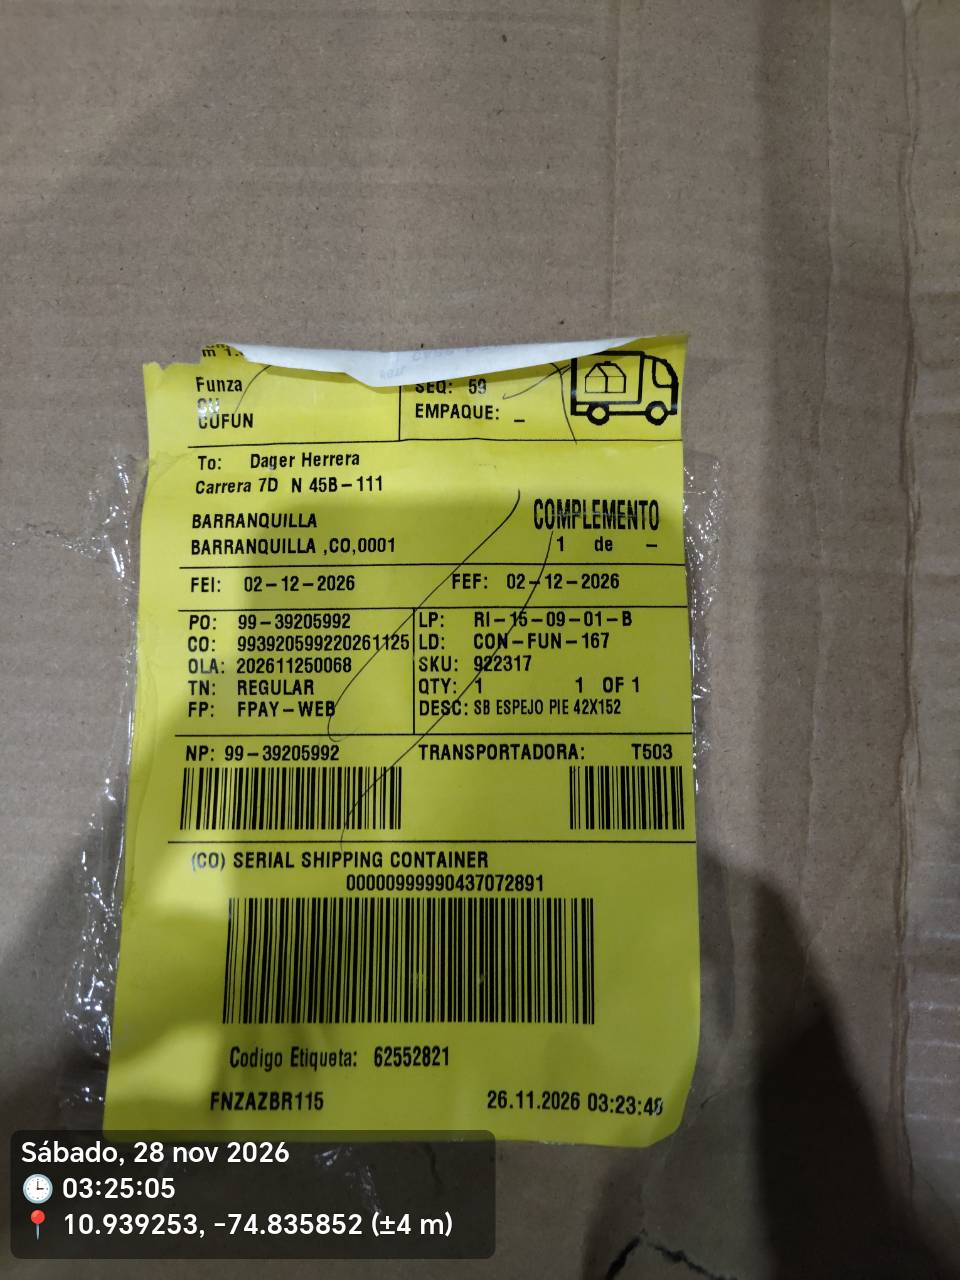 Funza
CUFUN
SEQ: 59
EMPAQUE: _
To: Dager Herrera
Carrera 7D N 45B-111
BARRANQUILLA
BARRANQUILLA ,CO,0001
COMPLEMENTO
1 de -
FEI: 02-12-2026 FEF: 02-12-2026
PO: 99-39205992
CO: 993920599220261125
OLA: 202611250068
TN: REGULAR
FP: FPAY-WEB
LP: RI-15-09-01-B
LD: CON-FUN-167
SKU: 922317
QTY: 1 1 OF 1
DESC: SB ESPEJO PIE 42X152
NP: 99-39205992 TRANSPORTADORA: T503
(CO) SERIAL SHIPPING CONTAINER
00000999990437072891
Codigo Etiqueta: 62552821
FNZAZBR115 26.11.2026 03:23:40
Sábado, 28 nov 2026
03:25:05
10.939253, -74.835852 (±4 m)